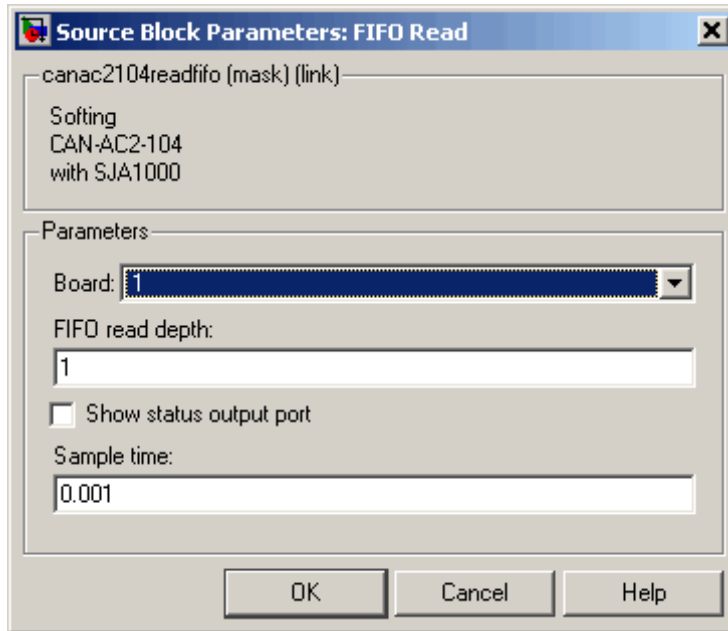 Source Block Parameters: FIFO Read
canac2104readfifo (mask) (link)
Softing
CAN-AC2-104
with SJA1000
Parameters
Board: 1
FIFO read depth:
1
Show status output port
Sample time:
0.001
OK Cancel Help